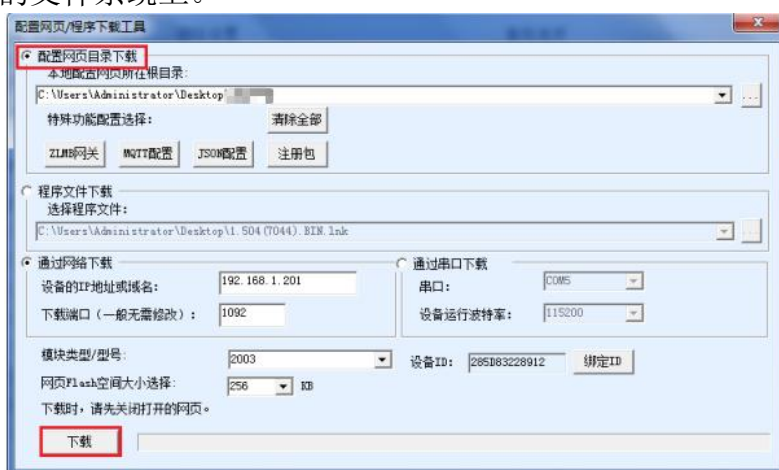 的文件系统上。
配置网页/程序下载工具
配置网页目录下载
本地配置网页所在根目录:
C:\Users\Administrator\Desktop\
...
特殊功能配置选择:
清除全部
ZLMB网关 MQTT配置 JSON配置 注册包
程序文件下载
选择程序文件:
C:\Users\Administrator\Desktop\1.504(7044).BIN.lnk
...
通过网络下载
设备的IP地址或域名: 192.168.1.201
下载端口(一般无需修改): 1092
通过串口下载
串口: COM5
设备运行波特率: 115200
模块类型/型号: 2003
设备ID: 285D83228912 绑定ID
网页Flash空间大小选择: 256 KB
下载时，请先关闭打开的网页。
下载